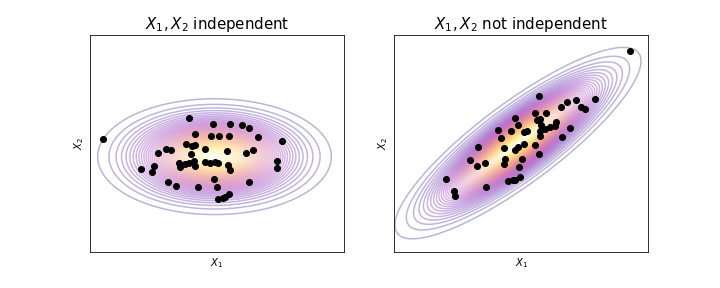 X₁, X₂ independent
X₂
X₁
X₁, X₂ not independent
X₂
X₁